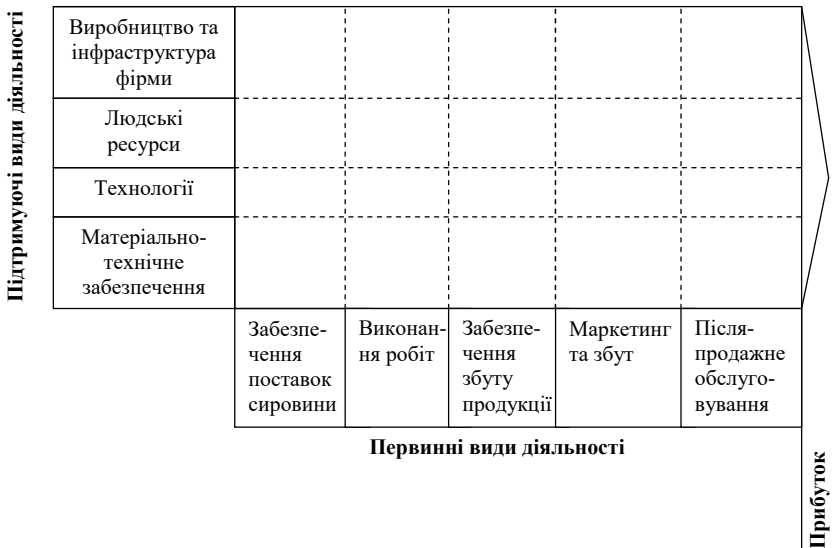 Підтримуючі види діяльності
Виробництво та
інфраструктура
фірми
Людські
ресурси
Технології
Матеріально-
технічне
забезпечення
Забезпе-
чення
поставок
сировини
Виконан-
ня робіт
Забезпе-
чення
збуту
продукції
Маркетинг
та збут
Після-
продажне
обслуго-
вування
Первинні види діяльності
Прибуток